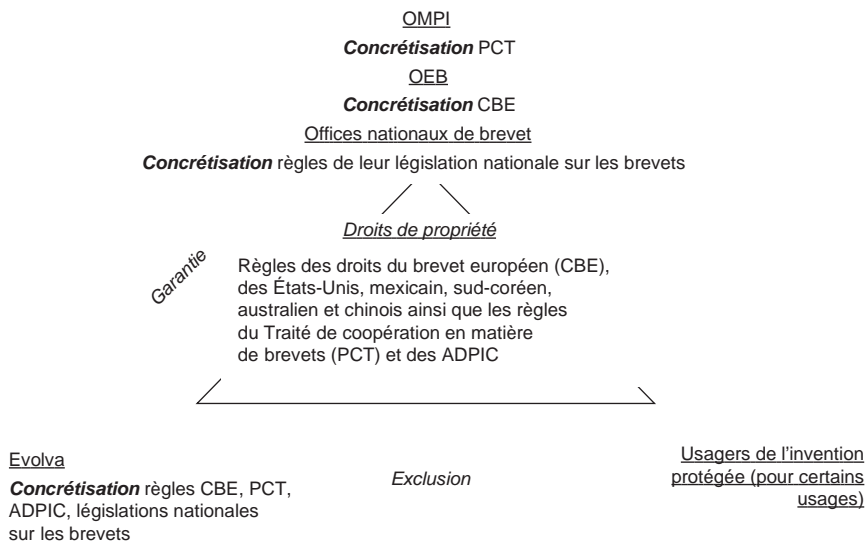 OMPI
Concrétisation PCT
OEB
Concrétisation CBE
Offices nationaux de brevet
Concrétisation règles de leur législation nationale sur les brevets
Droits de propriété
Garantie
Règles des droits du brevet européen (CBE),
des États-Unis, mexicain, sud-coréen,
australien et chinois ainsi que les règles
du Traité de coopération en matière
de brevets (PCT) et des ADPIC
Evolva
Concrétisation règles CBE, PCT,
ADPIC, législations nationales
sur les brevets
Exclusion
Usagers de l’invention
protégée (pour certains
usages)